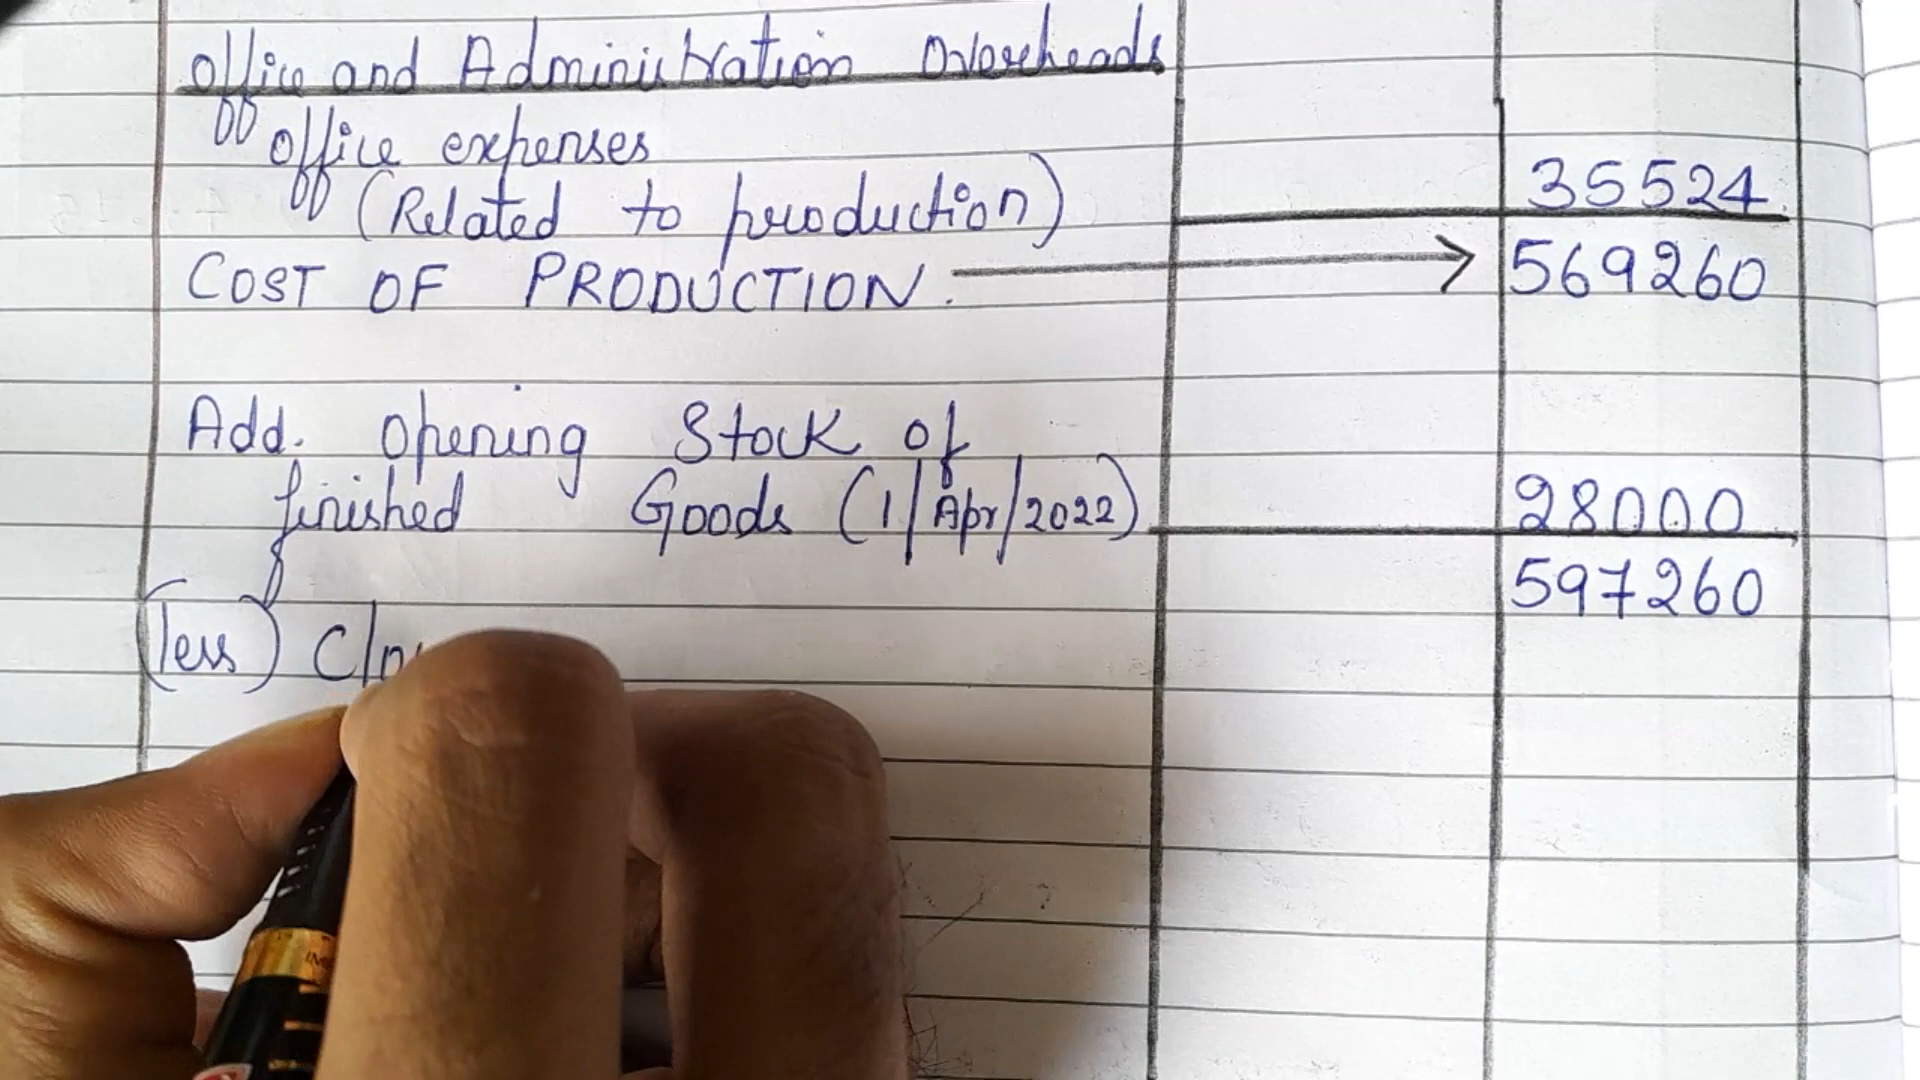 Office and Administration Overheads
Office expenses
(Related to production) 35524
COST OF PRODUCTION. → 569260
Add. Opening Stock of
finished Goods (1/Apr/2022) 28000
597260
(less)